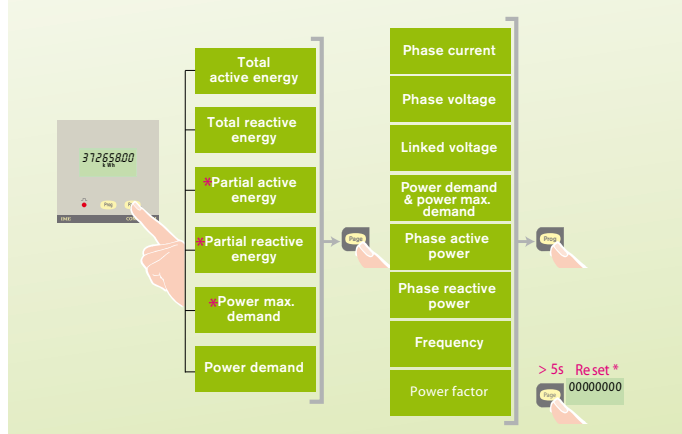 37265800
k Wh
Prog
IME
Total
active energy
Total reactive
energy
*Partial active
energy
*Partial reactive
energy
*Power max.
demand
Power demand
Page
Phase current
Phase voltage
Linked voltage
Power demand
& power max.
demand
Phase active
power
Phase reactive
power
Frequency
Power factor
Prog
> 5s Reset *
Page
00000000